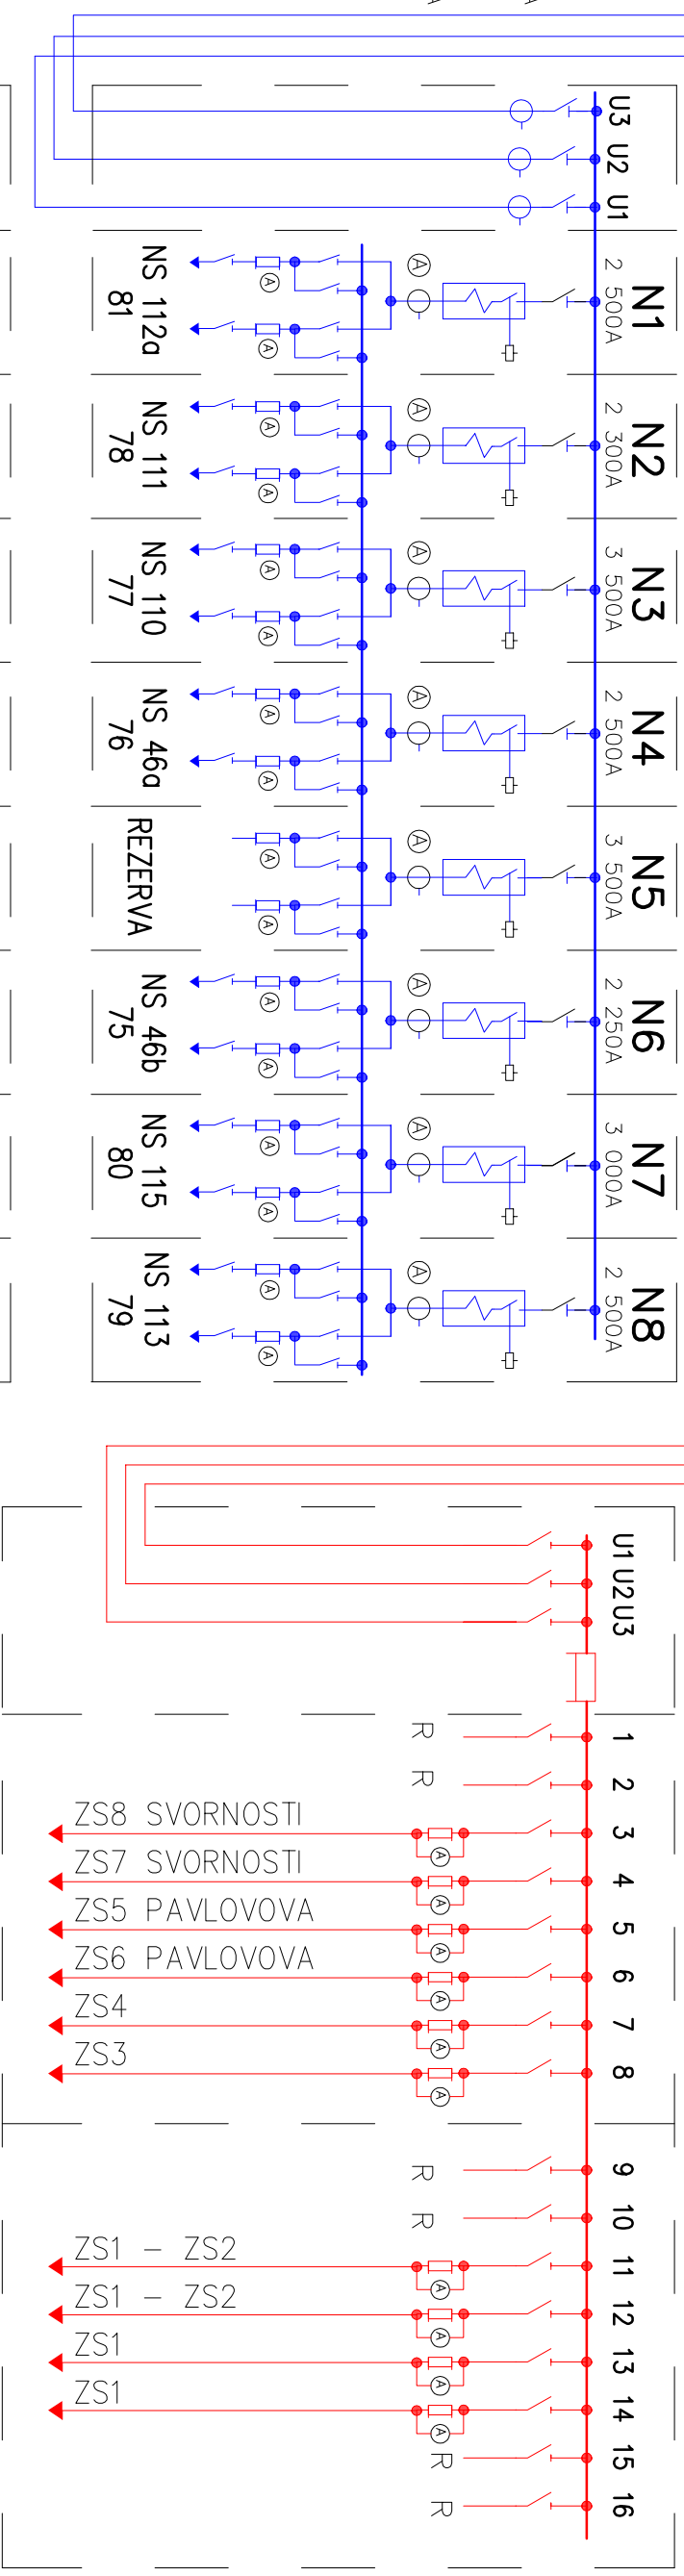 A
A
U3
U2
U1
N1
2 500A
A
A
A
NS 112a
81
N2
2 300A
A
A
A
NS 111
78
N3
3 500A
A
A
A
NS 110
77
N4
2 500A
A
A
A
NS 46a
76
N5
3 500A
A
A
A
REZERVA
N6
2 250A
A
A
A
NS 46b
75
N7
3 000A
A
A
A
NS 115
80
N8
2 500A
A
A
A
NS 113
79
U1 U2 U3
1
R
2
R
3
A
ZS8 SVORNOSTI
4
A
ZS7 SVORNOSTI
5
A
ZS5 PAVLOVOVA
6
A
ZS6 PAVLOVOVA
7
A
ZS4
8
A
ZS3
9
R
10
R
11
A
ZS1 – ZS2
12
A
ZS1 – ZS2
13
A
ZS1
14
A
ZS1
15
R
16
R